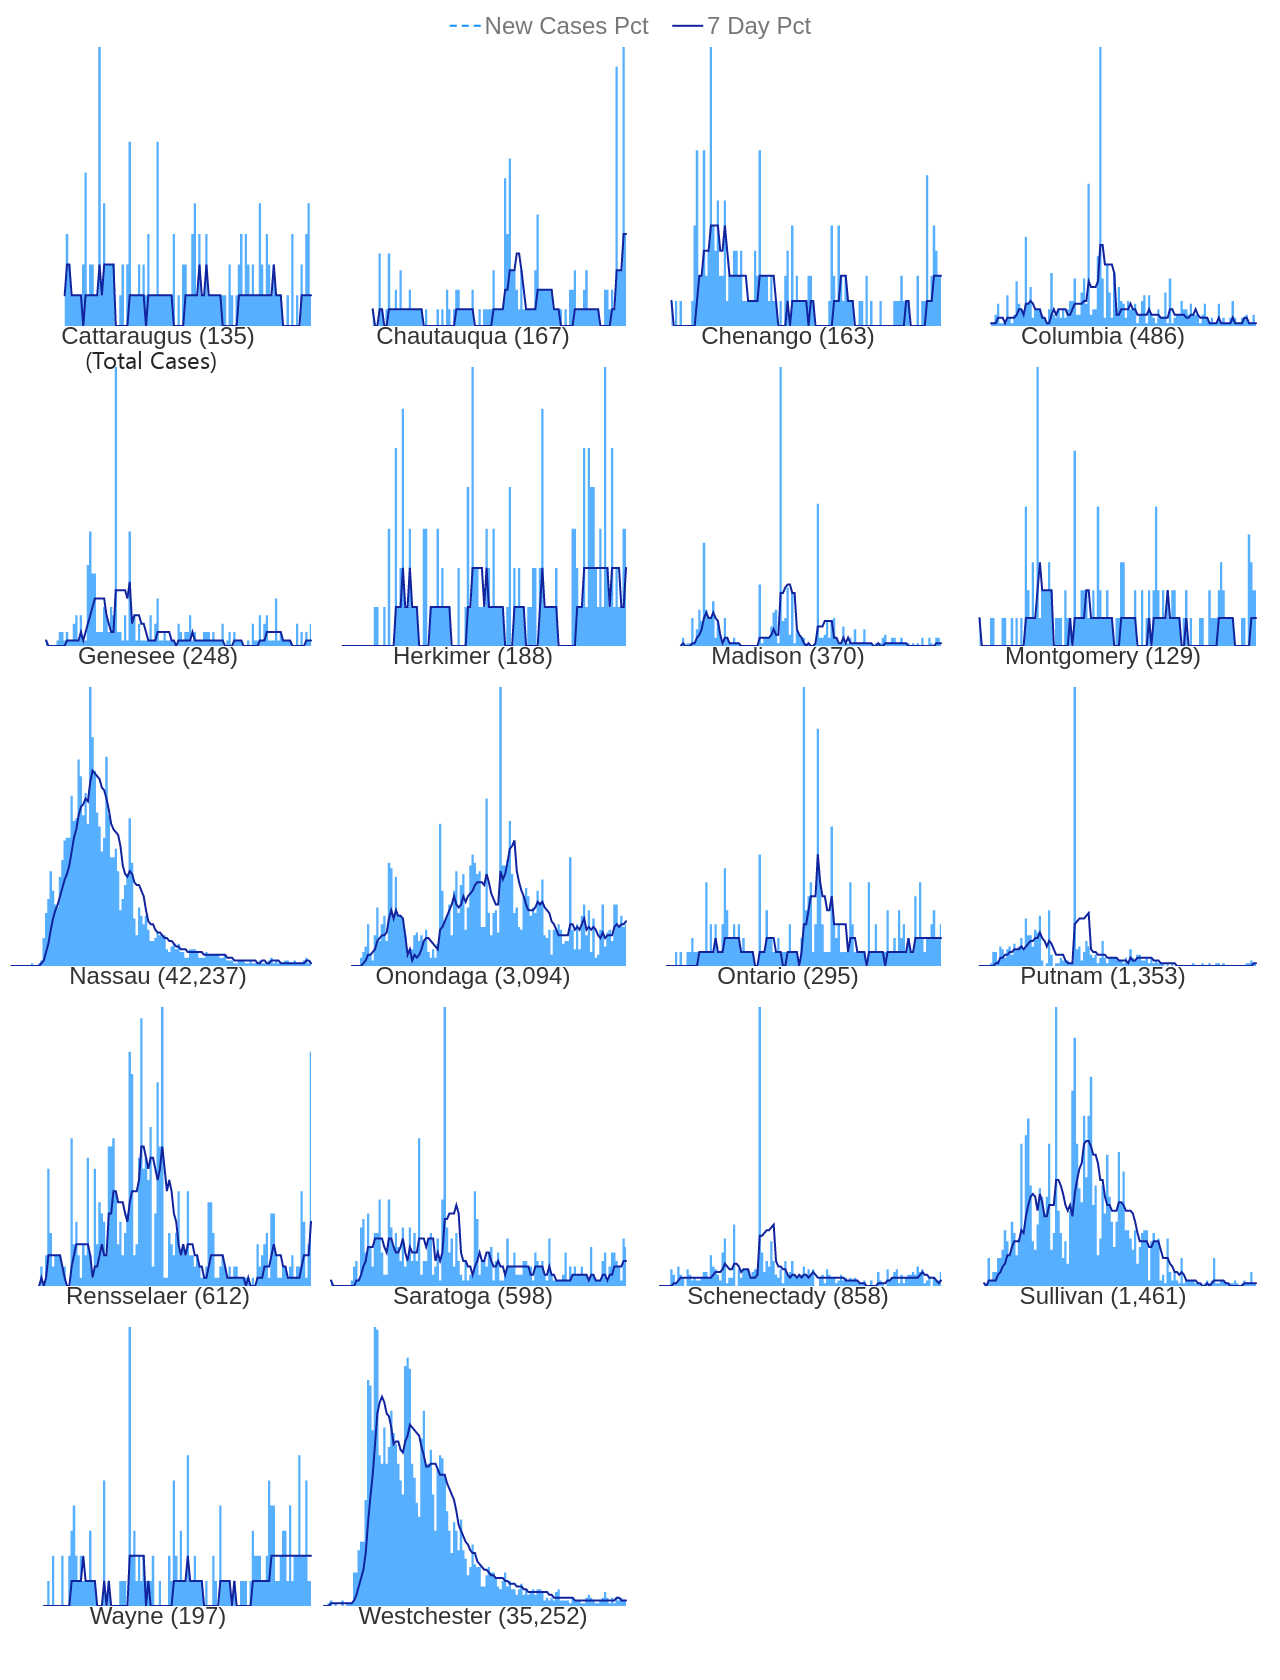 New Cases Pct 7 Day Pct
Cattaraugus (135) Chautauqua (167) Chenango (163) Columbia (486)
(Total Cases)
Genesee (248) Herkimer (188) Madison (370) Montgomery (129)
Nassau (42,237) Onondaga (3,094) Ontario (295) Putnam (1,353)
Rensselaer (612) Saratoga (598) Schenectady (858) Sullivan (1,461)
Wayne (197) Westchester (35,252)